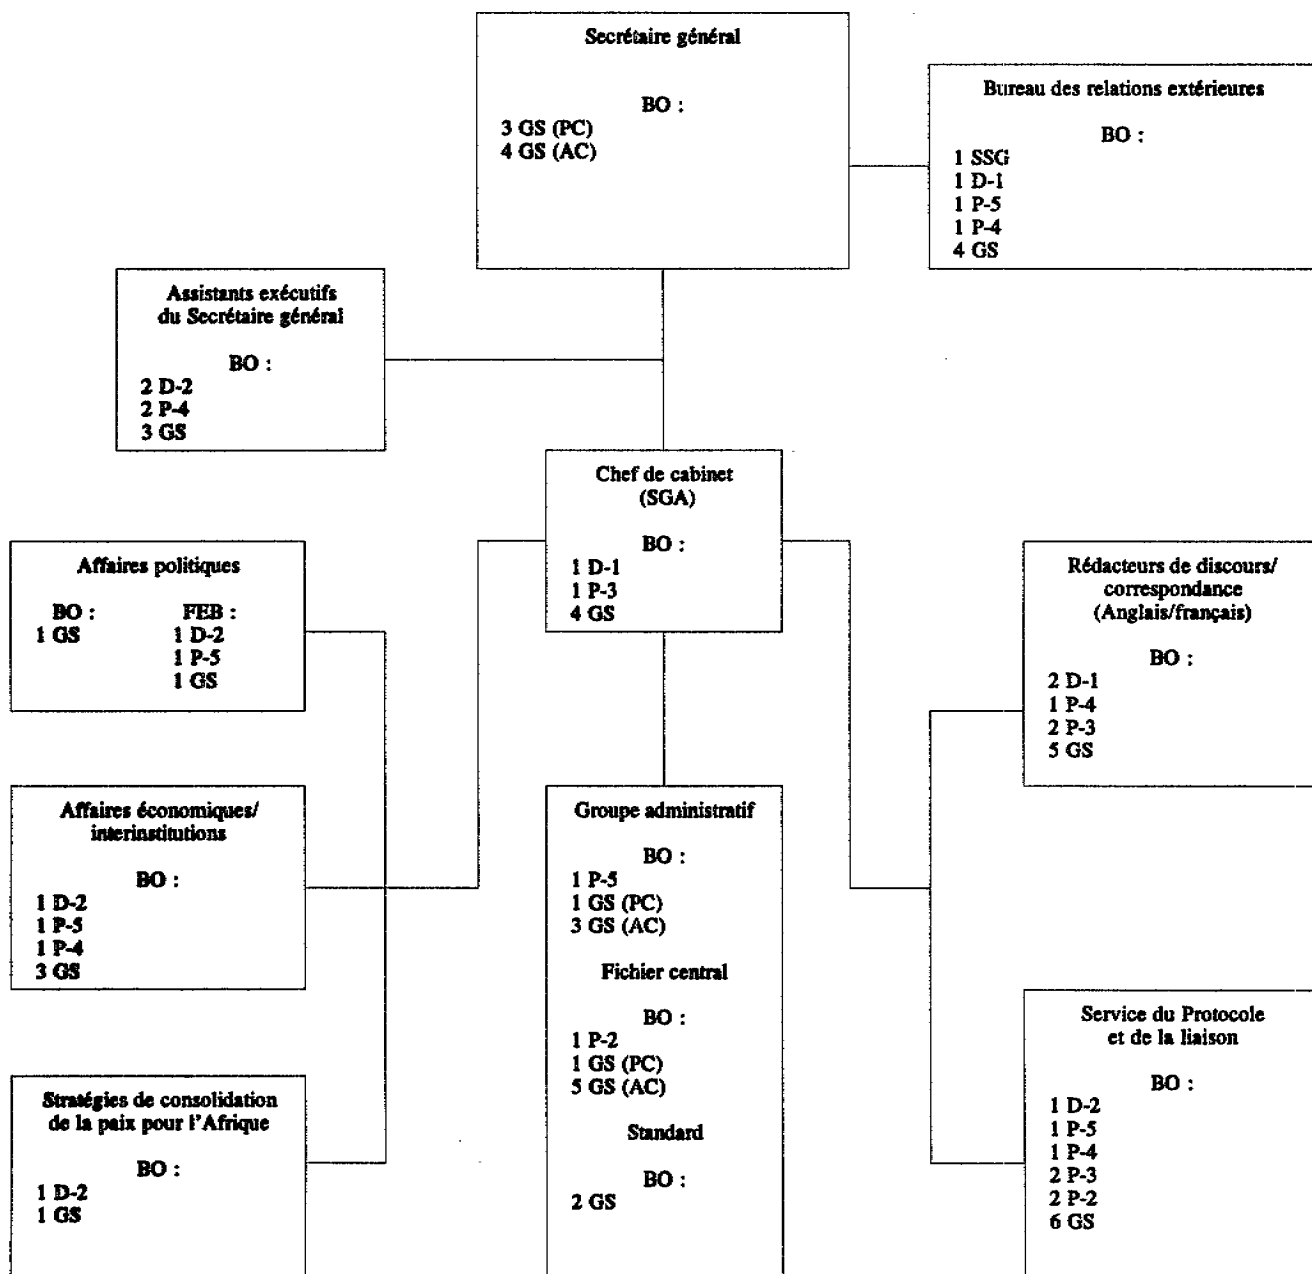 Secrétaire général
BO :
3 GS (PC)
4 GS (AC)
Bureau des relations extérieures
BO :
1 SSG
1 D-1
1 P-5
1 P-4
4 GS
Assistants exécutifs
du Secrétaire général
BO :
2 D-2
2 P-4
3 GS
Chef de cabinet
(SGA)
BO :
1 D-1
1 P-3
4 GS
Affaires politiques
BO : FEB :
1 GS 1 D-2
1 P-5
1 GS
Rédacteurs de discours/
correspondance
(Anglais/français)
BO :
2 D-1
1 P-4
2 P-3
5 GS
Affaires économiques/
interinstitutions
BO :
1 D-2
1 P-5
1 P-4
3 GS
Groupe administratif
BO :
1 P-5
1 GS (PC)
3 GS (AC)
Fichier central
BO :
1 P-2
1 GS (PC)
5 GS (AC)
Standard
BO :
2 GS
Stratégies de consolidation
de la paix pour l'Afrique
BO :
1 D-2
1 GS
Service du Protocole
et de la liaison
BO :
1 D-2
1 P-5
1 P-4
2 P-3
2 P-2
6 GS